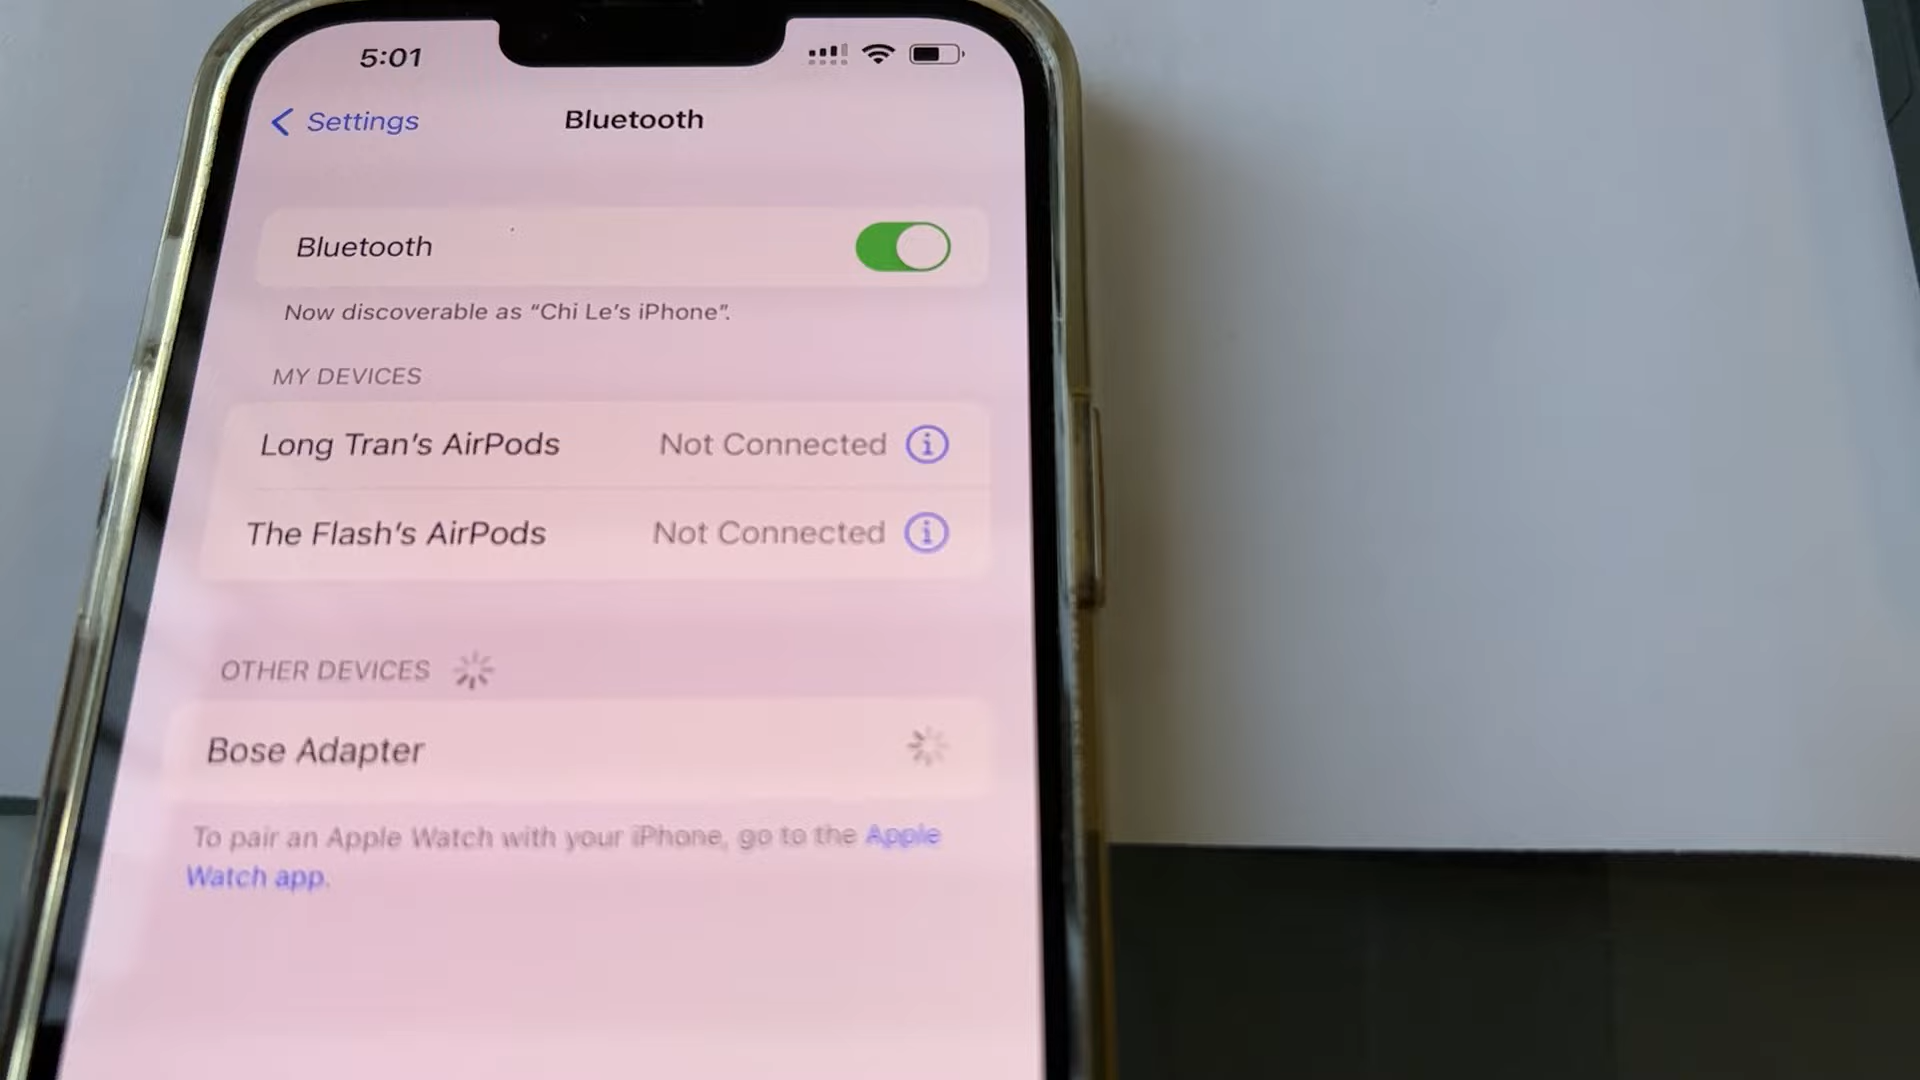 5:01
Settings
Bluetooth
Bluetooth
Now discoverable as “Chi Le’s iPhone”.
MY DEVICES
Long Tran’s AirPods Not Connected
The Flash’s AirPods Not Connected
OTHER DEVICES
Bose Adapter
To pair an Apple Watch with your iPhone, go to the Apple
Watch app.